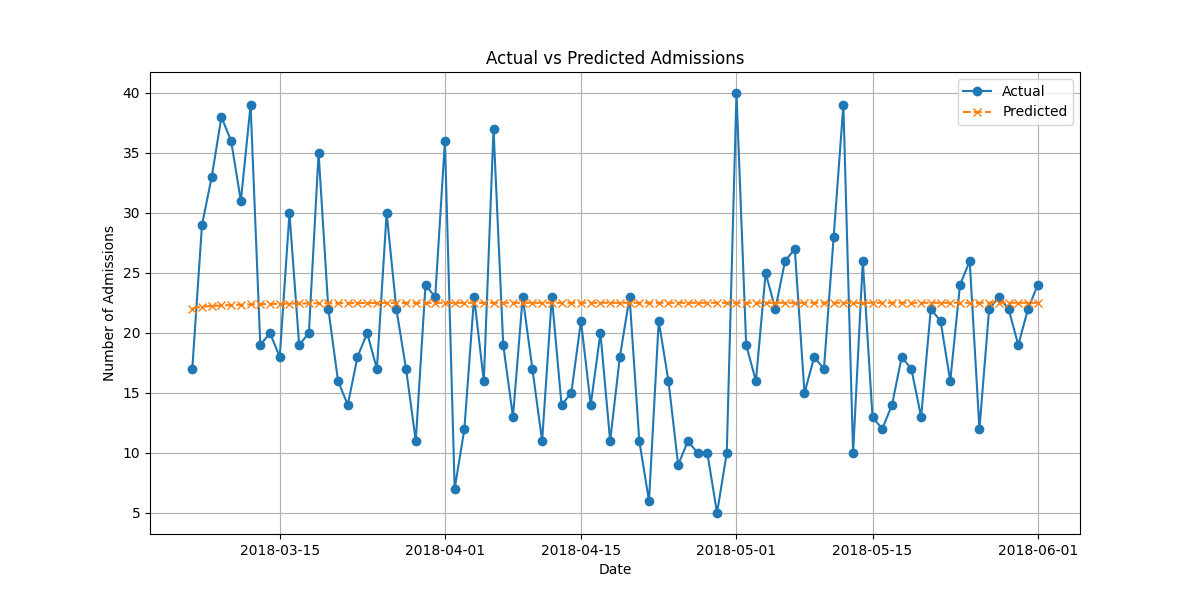 Actual vs Predicted Admissions
Actual
Predicted
40
35
30
25
20
15
10
5
Number of Admissions
2018-03-15
2018-04-01
2018-04-15
2018-05-01
2018-05-15
2018-06-01
Date